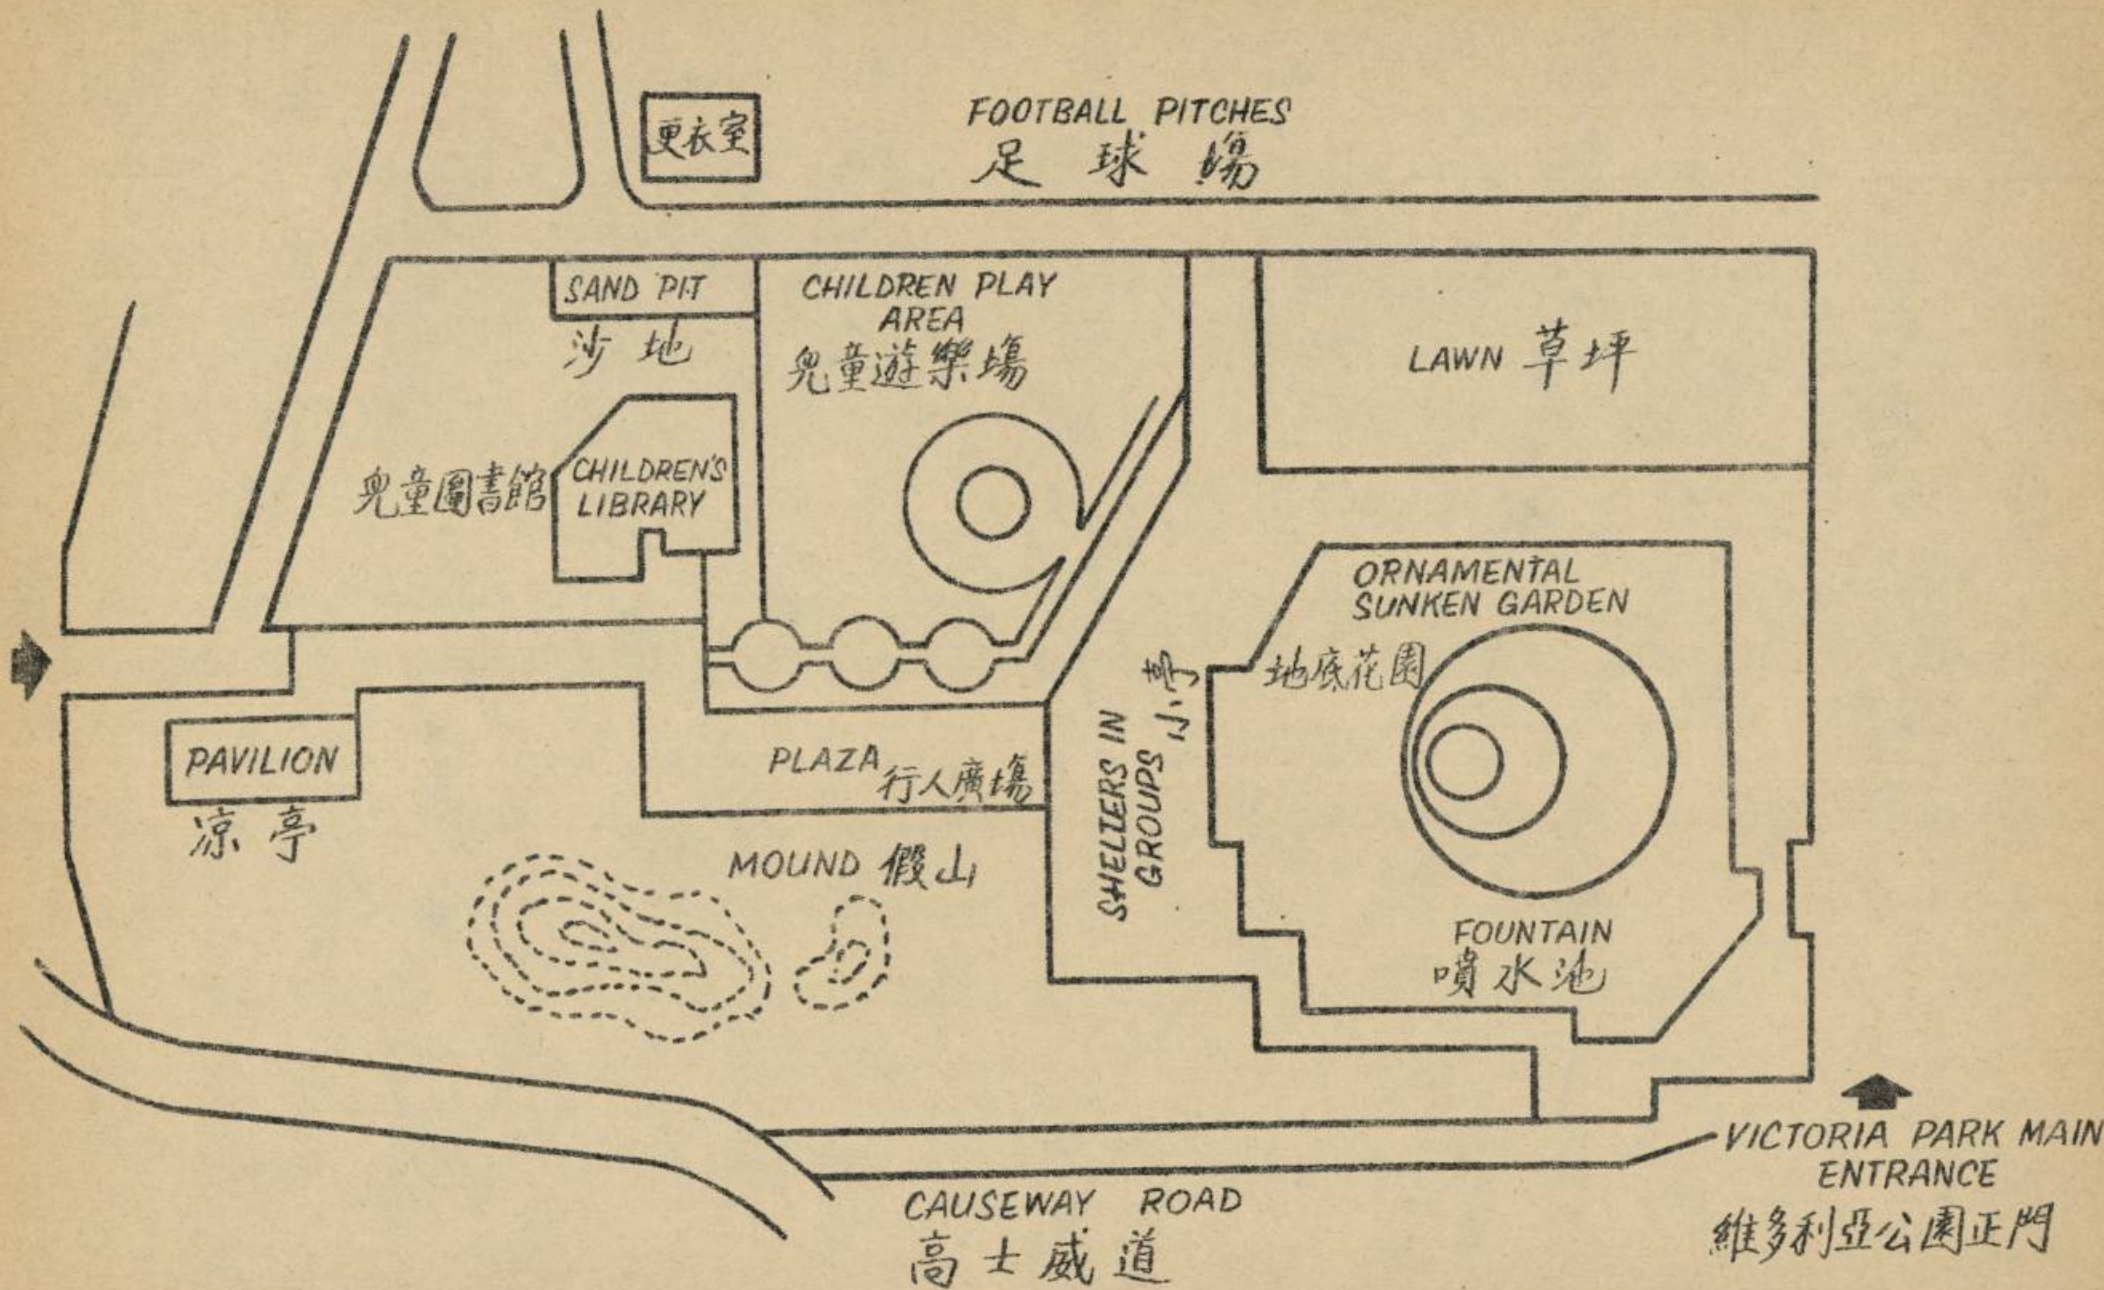 更衣室
FOOTBALL PITCHES
足球場
SAND PIT
沙地
CHILDREN PLAY
AREA
兒童遊樂場
LAWN 草坪
兒童圖書館
CHILDREN'S
LIBRARY
ORNAMENTAL
SUNKEN GARDEN
地底花園
SHELTERS IN
GROUPS 小亭
PAVILION
凉亭
PLAZA 行人廣場
MOUND 假山
FOUNTAIN
噴水池
VICTORIA PARK MAIN
ENTRANCE
維多利亞公園正門
CAUSEWAY ROAD
高士威道